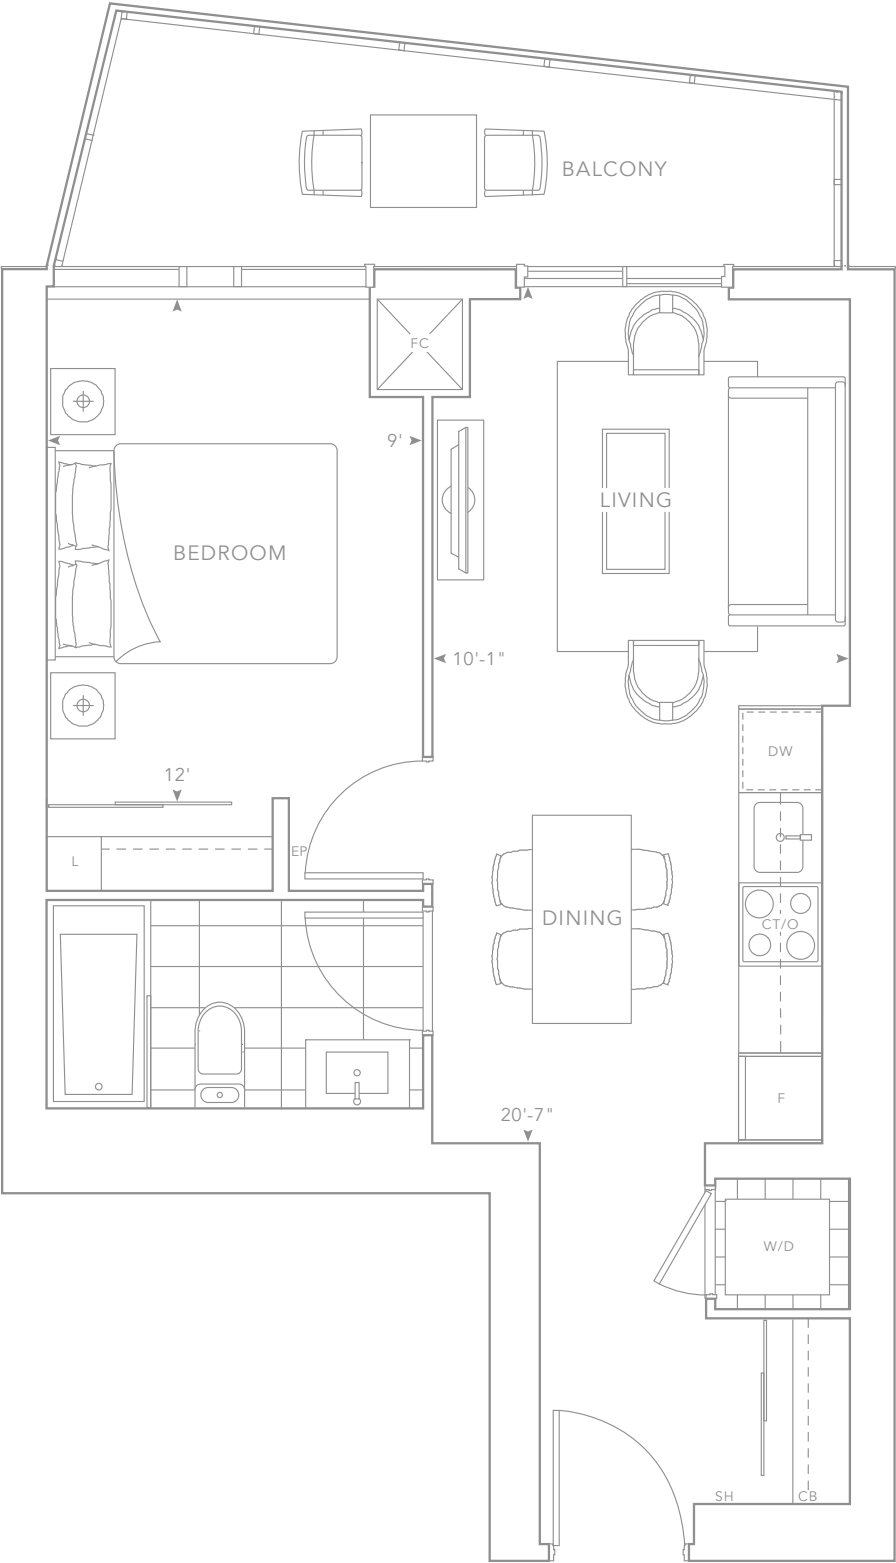 BALCONY
FC
9'
BEDROOM
LIVING
10'-1"
12'
DW
L
EP
DINING
CT/O
F
20'-7"
W/D
SH
CB